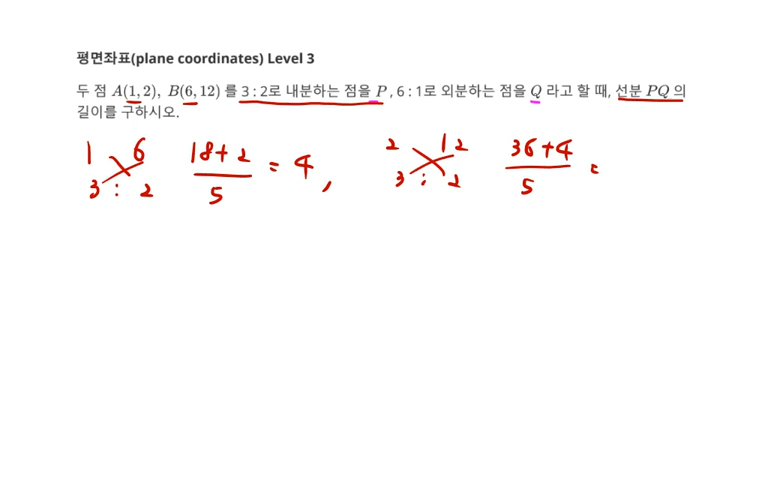 평면좌표(plane coordinates) Level 3
두 점 A(1, 2), B(6, 12) 를 3 : 2로 내분하는 점을 P , 6 : 1로 외분하는 점을 Q 라고 할 때, 선분 PQ 의
길이를 구하시오.
1 6 18+2 2 12 36+4
3 : 2 5 = 4 , 3 : 2 5 =